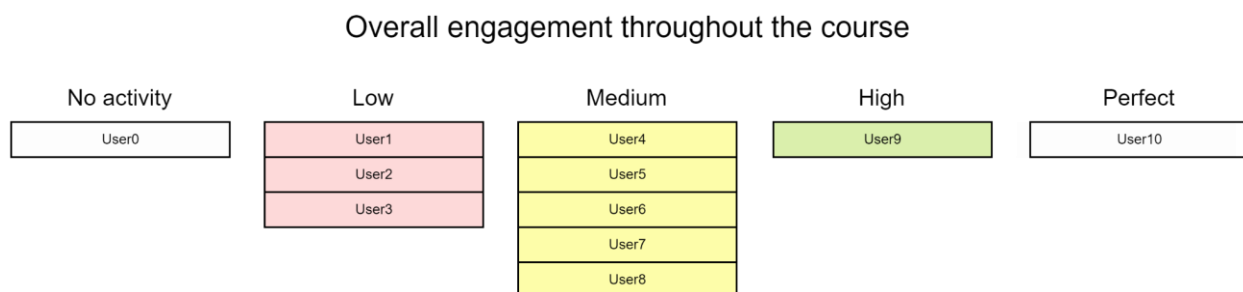 Overall engagement throughout the course
No activity Low Medium High Perfect
User0 User1 User4 User9 User10
User2 User5
User3 User6
User7
User8